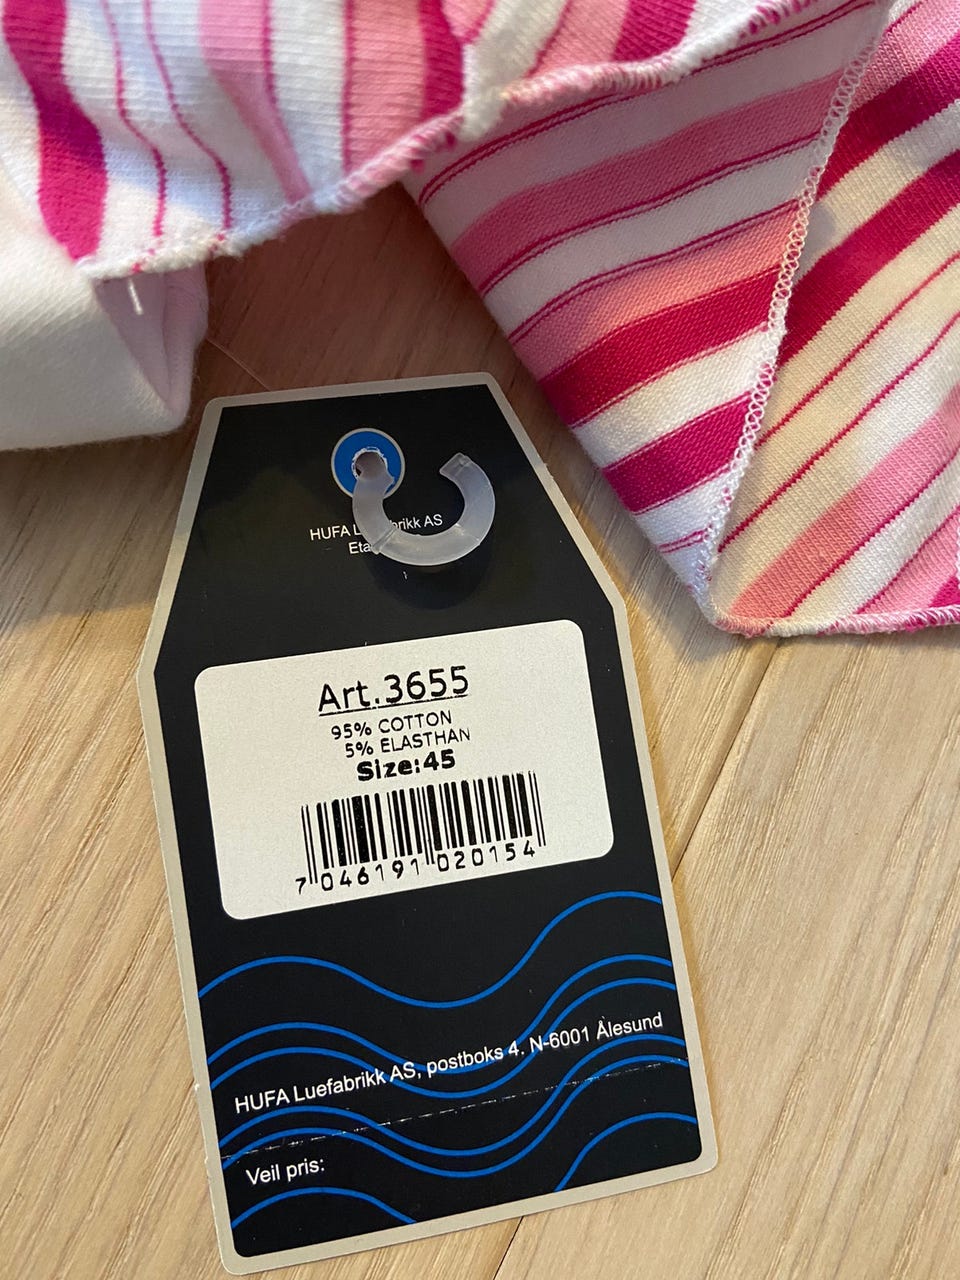 HUFA
AS
Art.3655
95% COTTON
5% ELASTHAN
Size:45
7 046191 020154
HUFA Luefabrikk AS, postboks 4. N-6001 Ålesund
Veil pris: